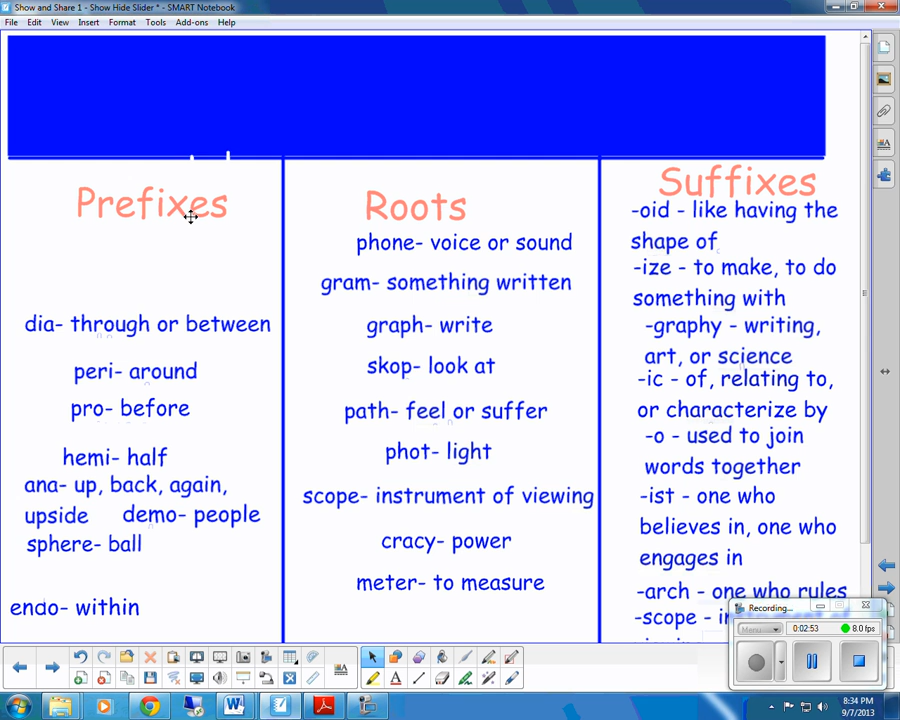 Show and Share 1 - Show Hide Slider * - SMART Notebook
File Edit View Insert Format Tools Add-ons Help
Prefixes
dia- through or between
peri- around
pro- before
hemi- half
ana- up, back, again,
upside demo- people
sphere- ball
endo- within
Roots
phone- voice or sound
gram- something written
graph- write
skop- look at
path- feel or suffer
phot- light
scope- instrument of viewing
cracy- power
meter- to measure
Suffixes
-oid - like having the
shape of
-ize - to make, to do
something with
-graphy - writing,
art, or science
-ic - of, relating to,
or characterize by
-o - used to join
words together
-ist - one who
believes in, one who
engages in
-arch - one who rules
-scope -
Recording...
Menu
0:02:53
8.0 fps
8:34 PM
9/7/2013